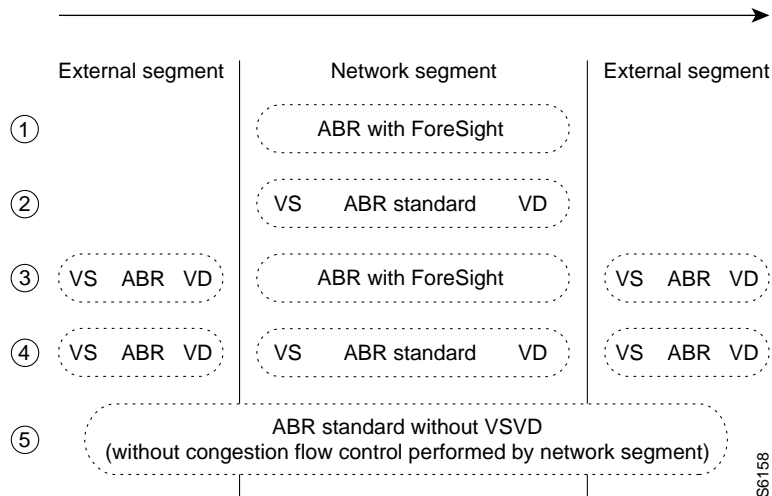 External segment Network segment External segment
1 ABR with ForeSight
2 VS ABR standard VD
3 VS ABR VD ABR with ForeSight VS ABR VD
4 VS ABR VD VS ABR standard VD VS ABR VD
5 ABR standard without VSVD
(without congestion flow control performed by network segment)
S6158